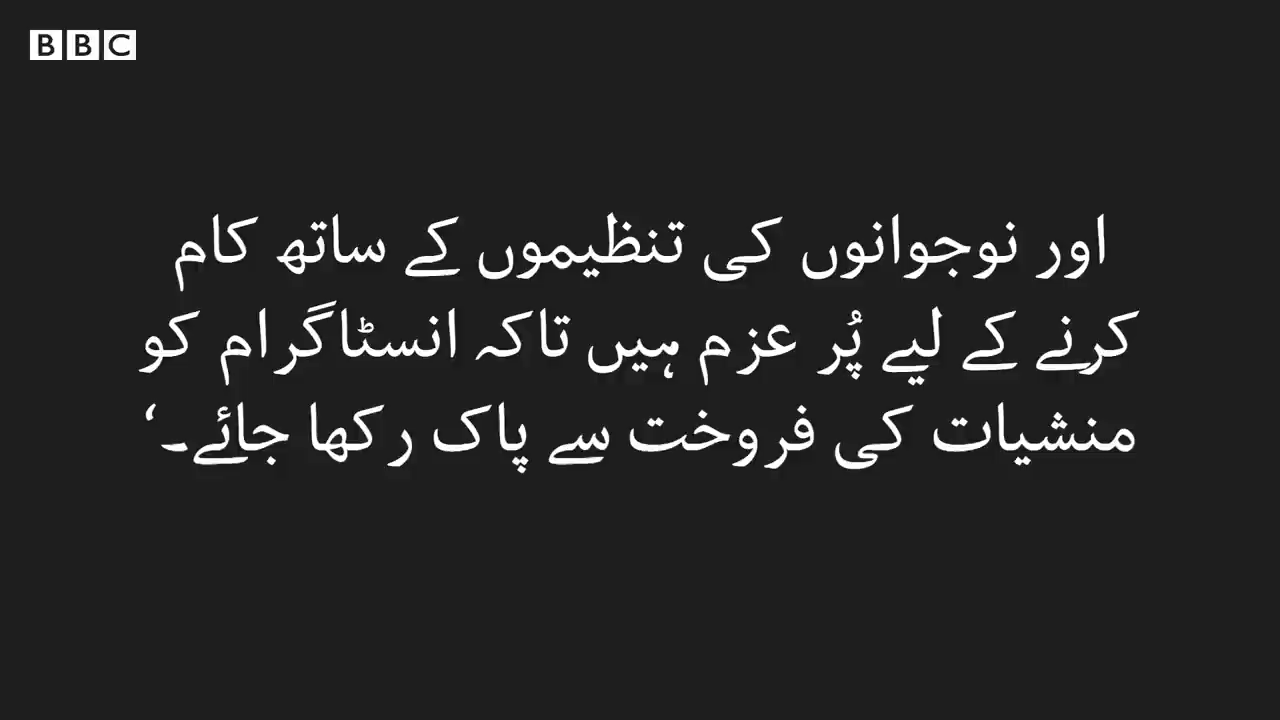 BBC
اور نوجوانوں کی تنظیموں کے ساتھ کام
کرنے کے لیے پُر عزم ہیں تاکہ انسٹاگرام کو
منشیات کی فروخت سے پاک رکھا جائے۔‘